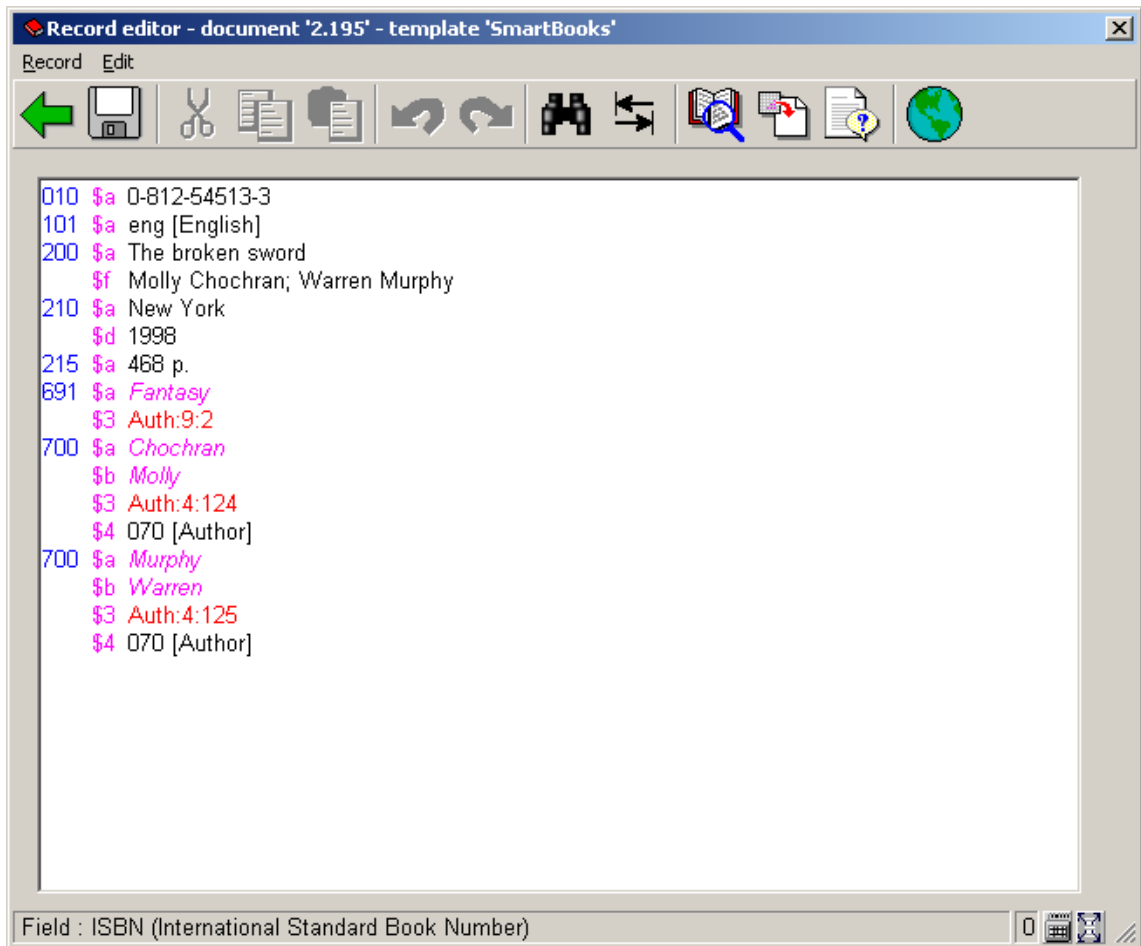 Record editor - document '2.195' - template 'SmartBooks'
Record Edit
010 $a 0-812-54513-3
101 $a eng [English]
200 $a The broken sword
$f Molly Chochran; Warren Murphy
210 $a New York
$d 1998
215 $a 468 p.
691 $a Fantasy
$3 Auth:9:2
700 $a Chochran
$b Molly
$3 Auth:4:124
$4 070 [Author]
700 $a Murphy
$b Warren
$3 Auth:4:125
$4 070 [Author]
Field : ISBN (International Standard Book Number) 0